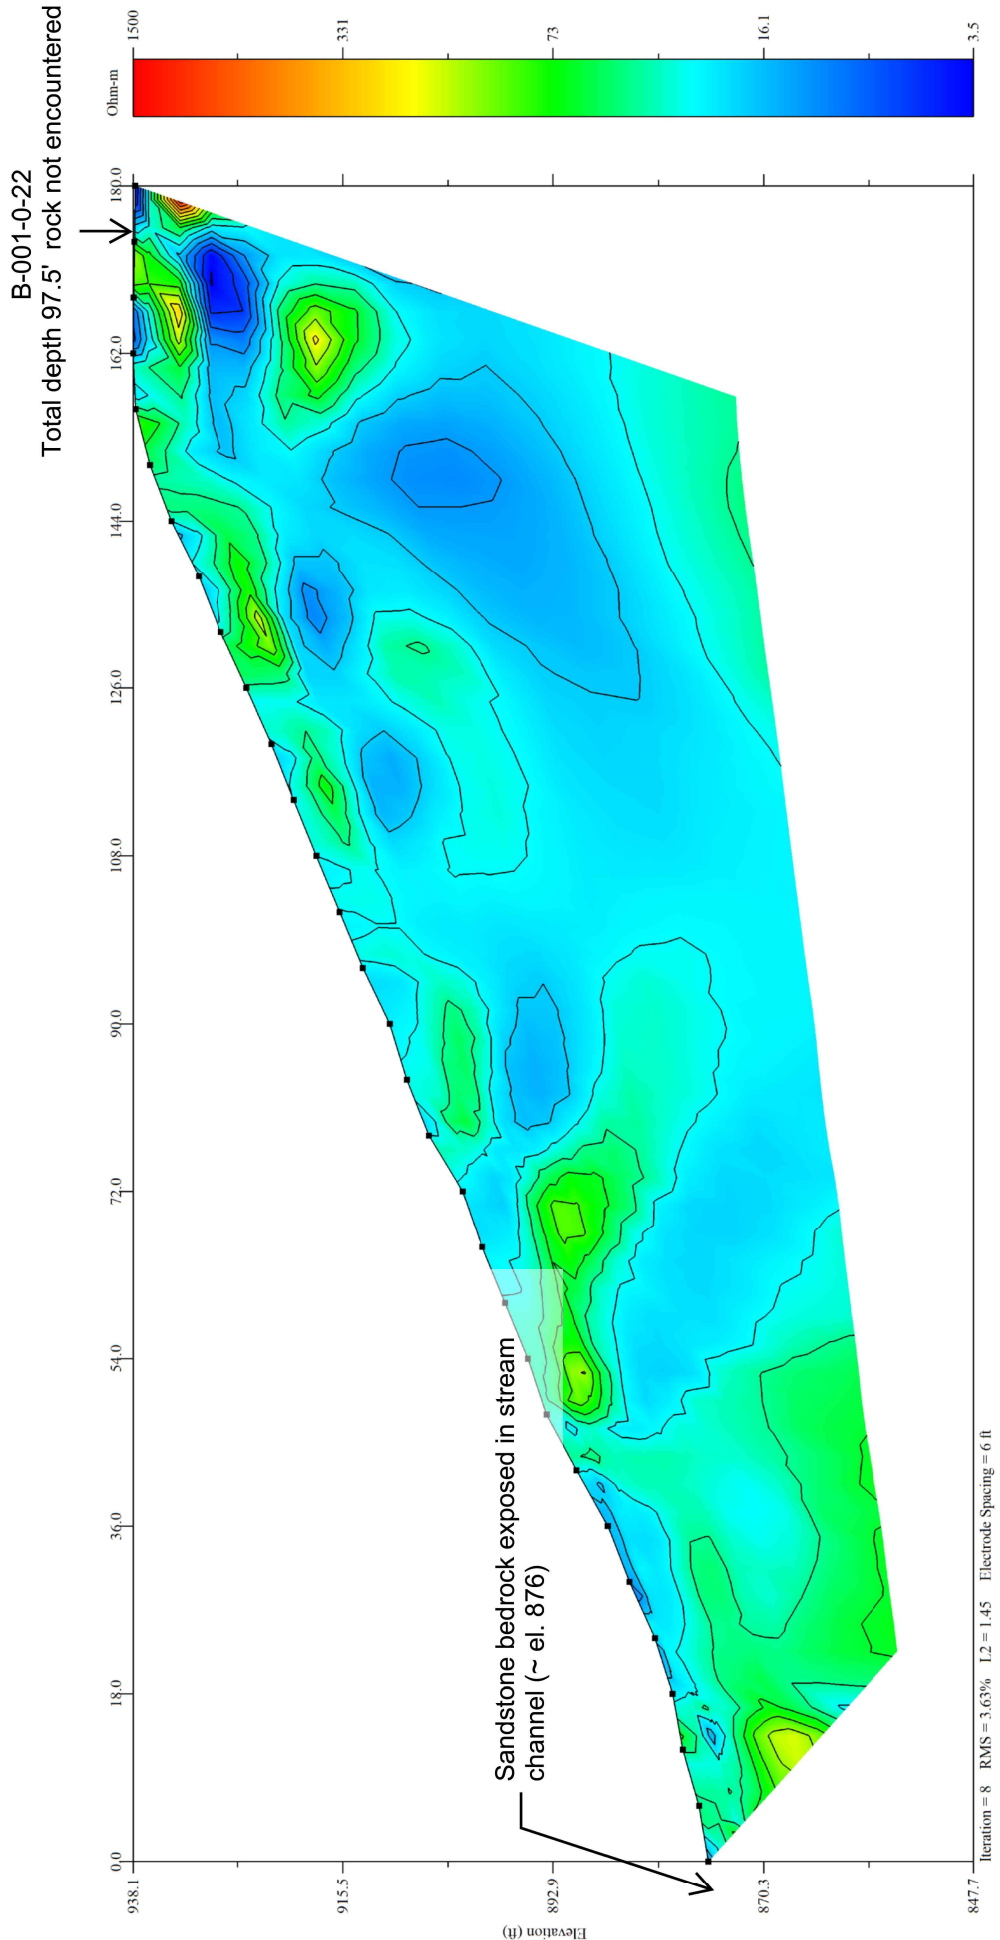 B-001-0-22
Total depth 97.5' rock not encountered
Sandstone bedrock exposed in stream
channel (~ el. 876)
0.0 18.0 36.0 54.0 72.0 90.0 108.0 126.0 144.0 162.0 180.0
Ohm-m
938.1
915.5
892.9
870.3
847.7
Elevation (ft)
1500
331
73
16.1
3.5
Iteration = 8 RMS = 3.63% L2 = 1.45 Electrode Spacing = 6 ft